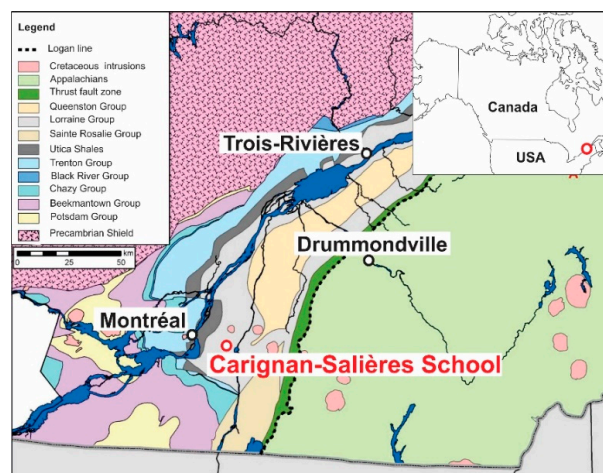 Legend
Logan line
Cretaceous intrusions
Appalachians
Thrust fault zone
Queenston Group
Lorraine Group
Sainte Rosalie Group
Utica Shales
Trenton Group
Black River Group
Chazy Group
Beekmantown Group
Potsdam Group
Precambrian Shield
0 25 50
km
Canada
USA
Trois-Rivières
Drummondville
Montréal
Carignan-Salières School